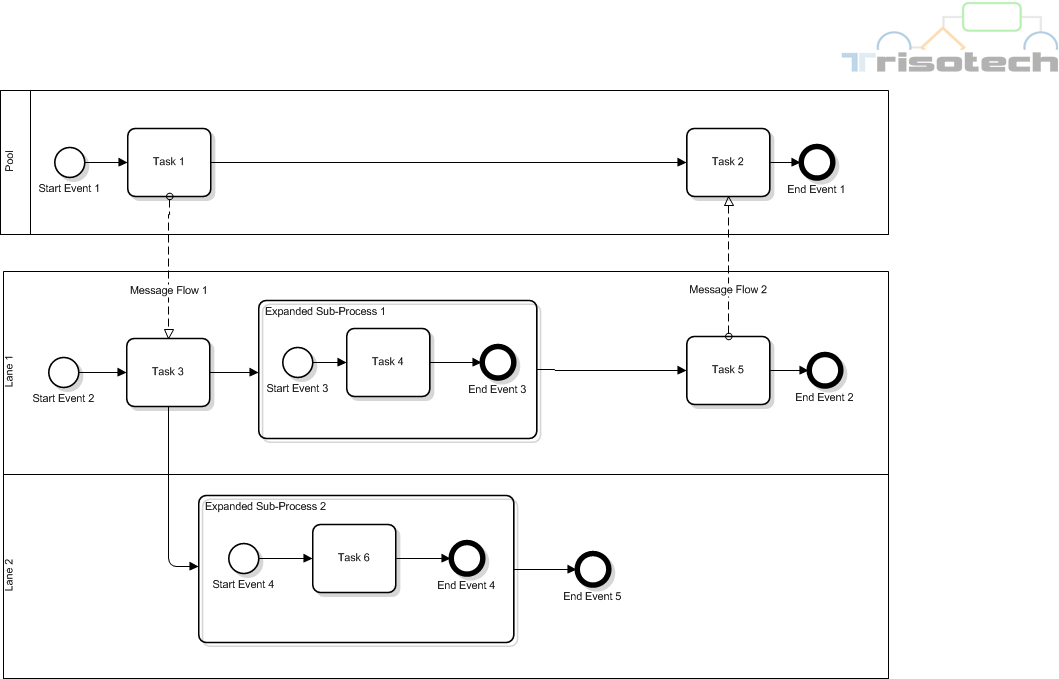 Trisotech
Pool
Task 1
Task 2
Start Event 1
End Event 1
Message Flow 1
Message Flow 2
Lane 1
Expanded Sub-Process 1
Task 3
Task 4
Task 5
Start Event 2
Start Event 3
End Event 3
End Event 2
Lane 2
Expanded Sub-Process 2
Task 6
Start Event 4
End Event 4
End Event 5